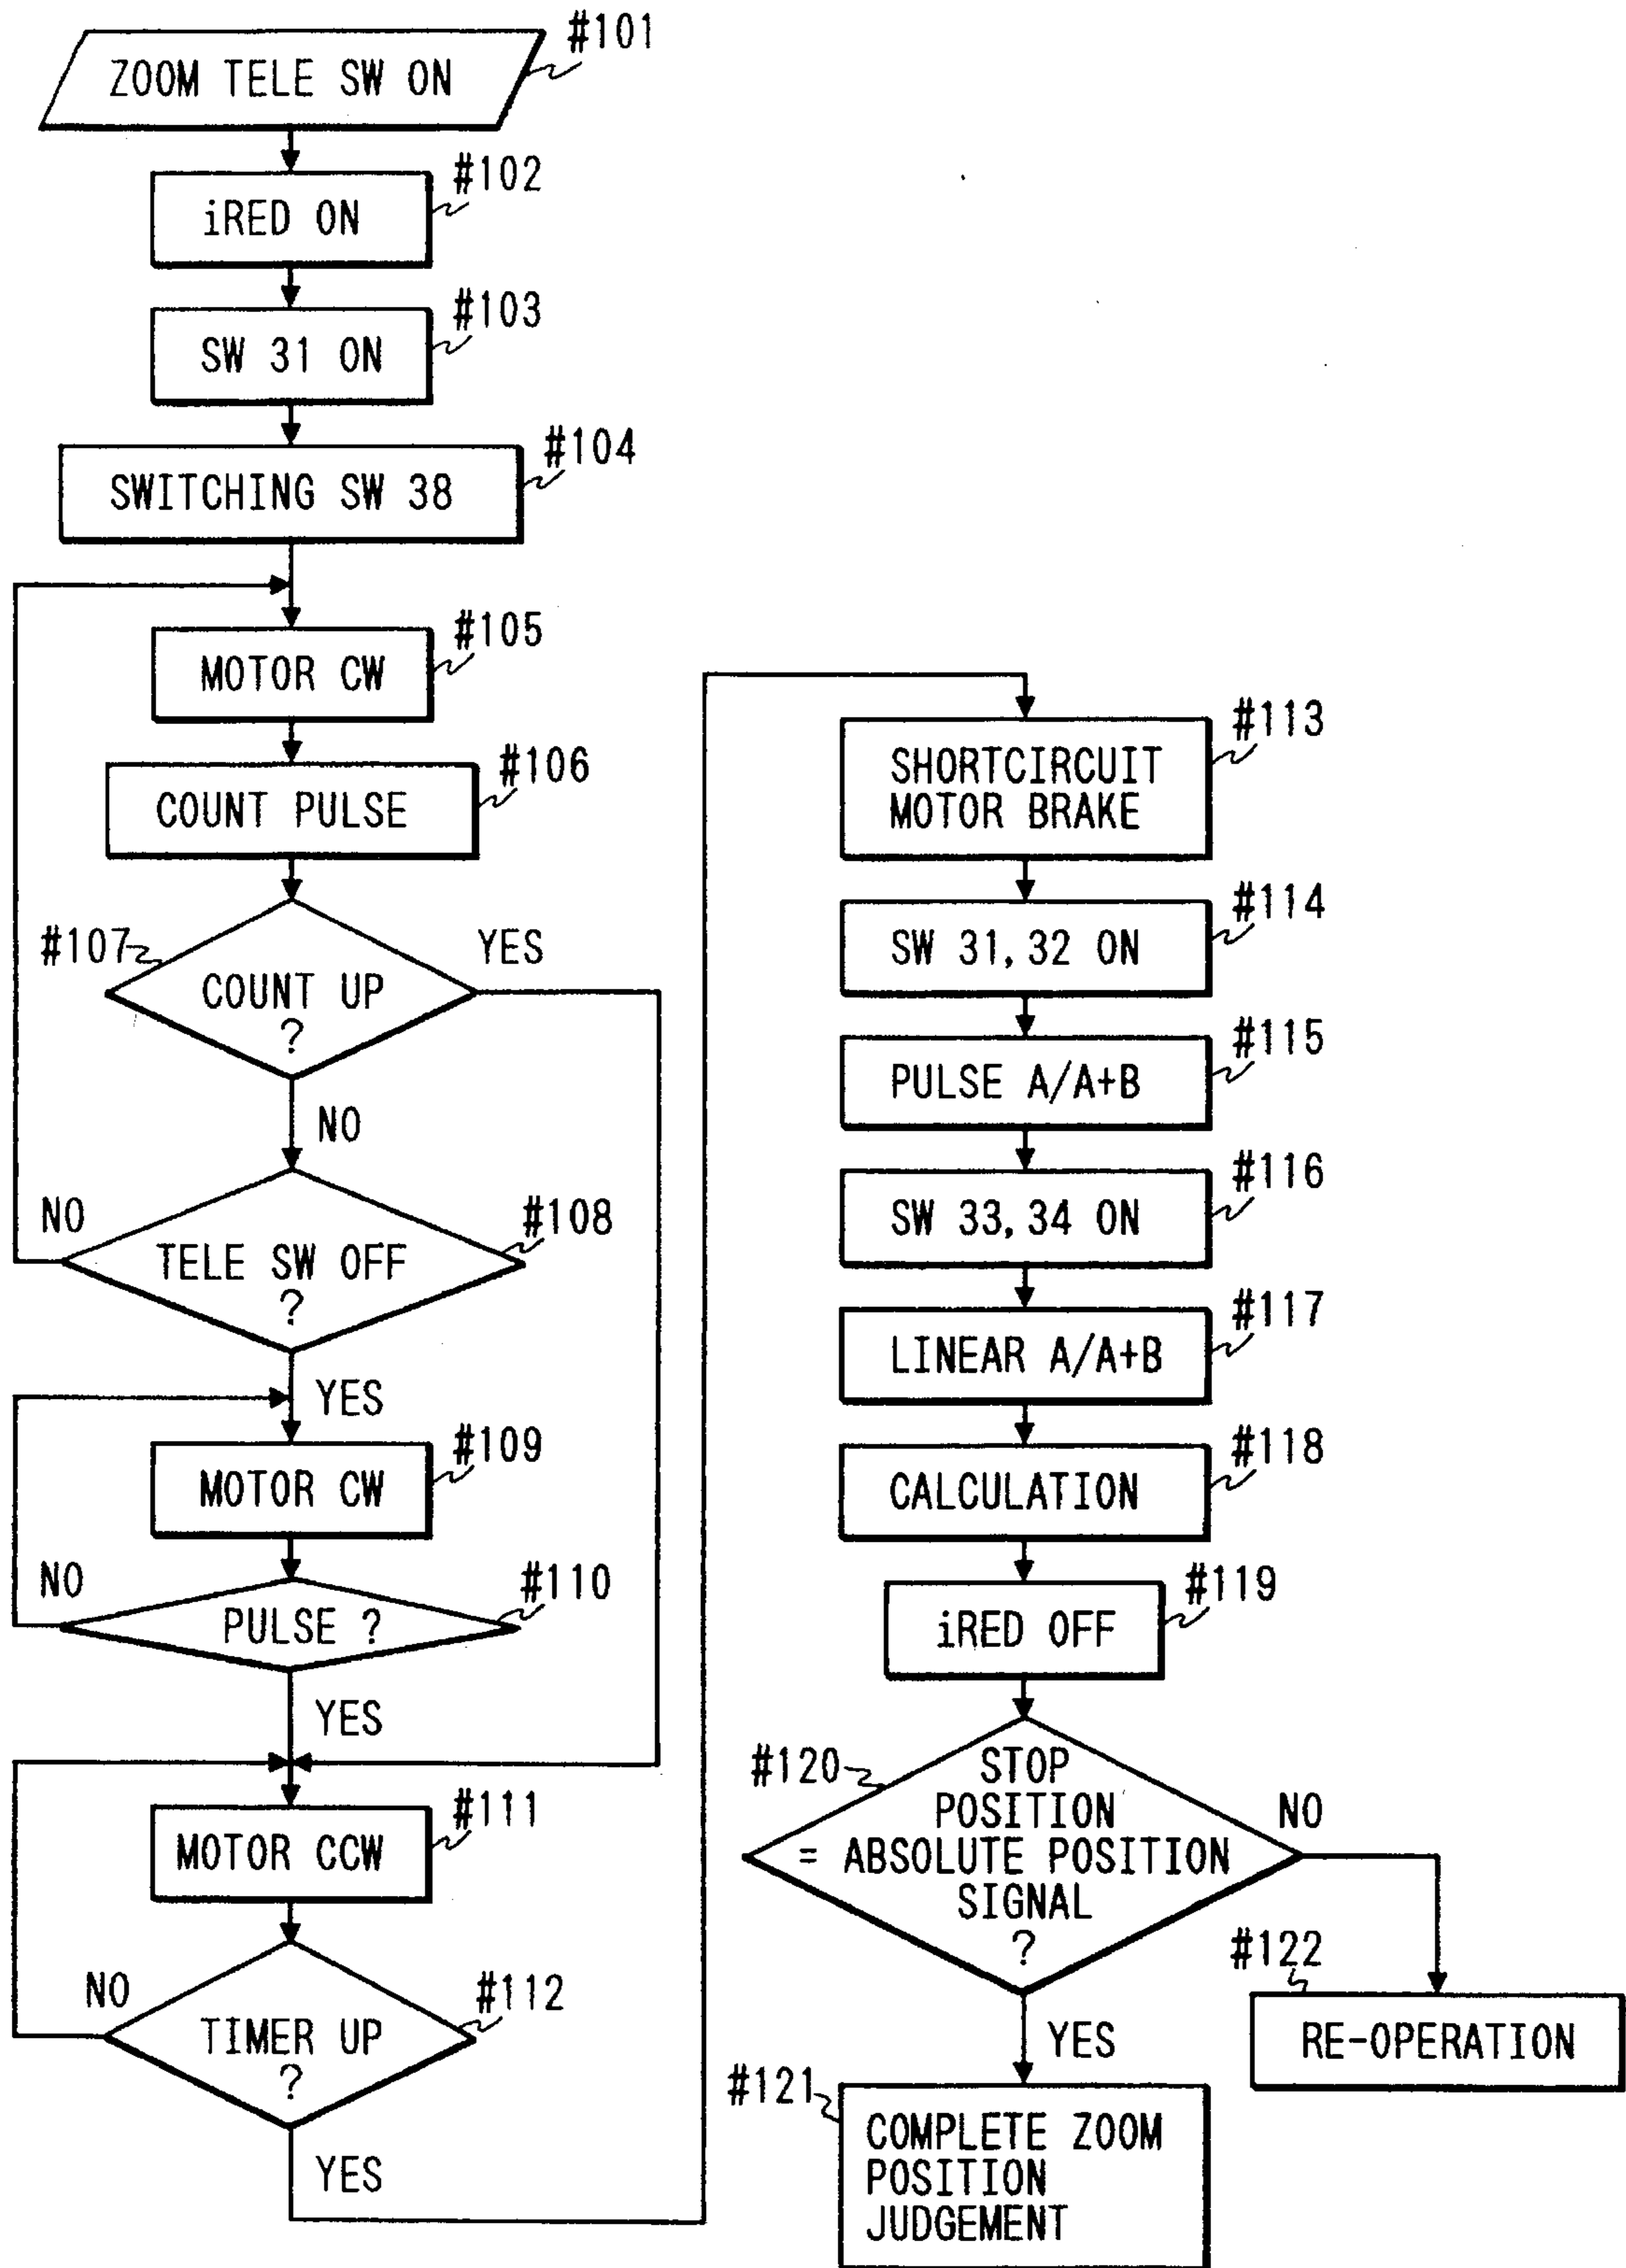 #101
ZOOM TELE SW ON
#102
iRED ON
#103
SW 31 ON
#104
SWITCHING SW 38
#105
MOTOR CW
#106
COUNT PULSE
#107
YES
COUNT UP
?
NO
#108
NO
TELE SW OFF
?
YES
#109
MOTOR CW
#110
NO
PULSE ?
YES
#111
MOTOR CCW
#112
NO
TIMER UP
?
YES
#113
SHORTCIRCUIT
MOTOR BRAKE
#114
SW 31,32 ON
#115
PULSE A/A+B
#116
SW 33,34 ON
#117
LINEAR A/A+B
#118
CALCULATION
#119
iRED OFF
#120
STOP
POSITION
= ABSOLUTE POSITION
SIGNAL
?
NO
#122
RE-OPERATION
YES
#121
COMPLETE ZOOM
POSITION
JUDGEMENT